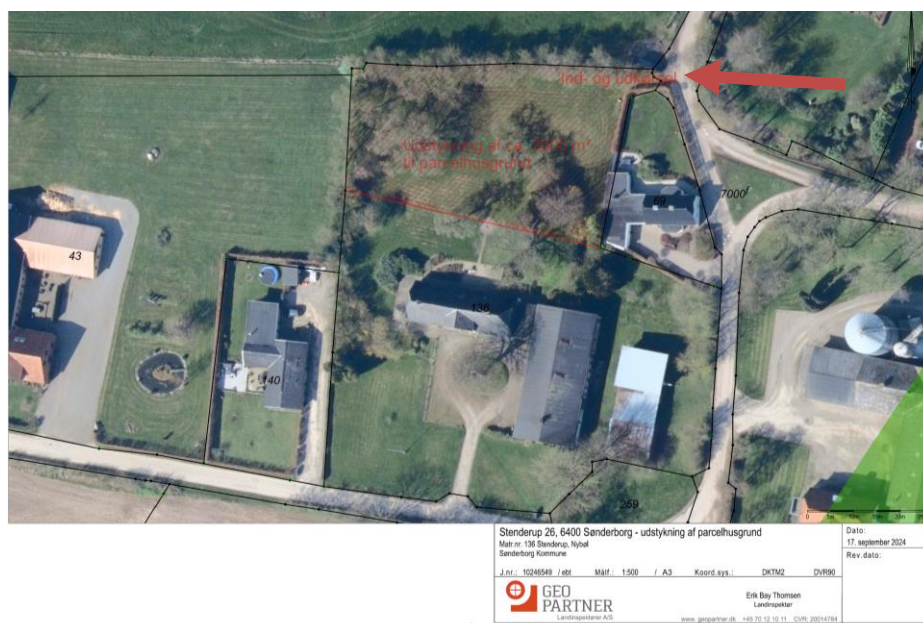 Ind- og udkørsel
Udstykning af ca.
til parcelhusgrund
69
7000f
43
136
140
259
Stenderup 26, 6400 Sønderborg - udstykning af parcelhusgrund
Matr.nr. 136 Stenderup, Nybøl
Sønderborg Kommune
J.nr.: 10246549 / ebt Målf.: 1:500 / A3 Koord.sys.: DKTM2 DVR90
Dato:
17. september 2024
Rev.dato:
GEO
PARTNER
Landinspektører A/S
Erik Bay Thomsen
Landinspektør
www. geopartner.dk +45 70 12 10 11 CVR: 20014784